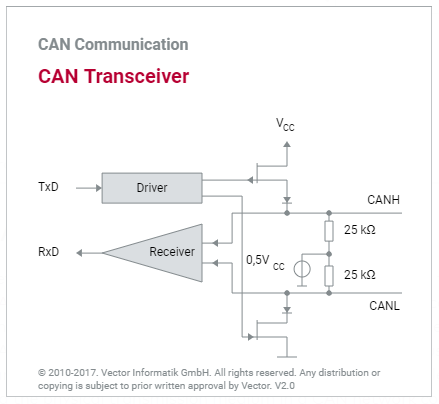 CAN Communication
CAN Transceiver
VCC
TxD
Driver
CANH
25 kΩ
RxD
Receiver
0,5V CC
25 kΩ
CANL
© 2010-2017. Vector Informatik GmbH. All rights reserved. Any distribution or
copying is subject to prior written approval by Vector. V2.0